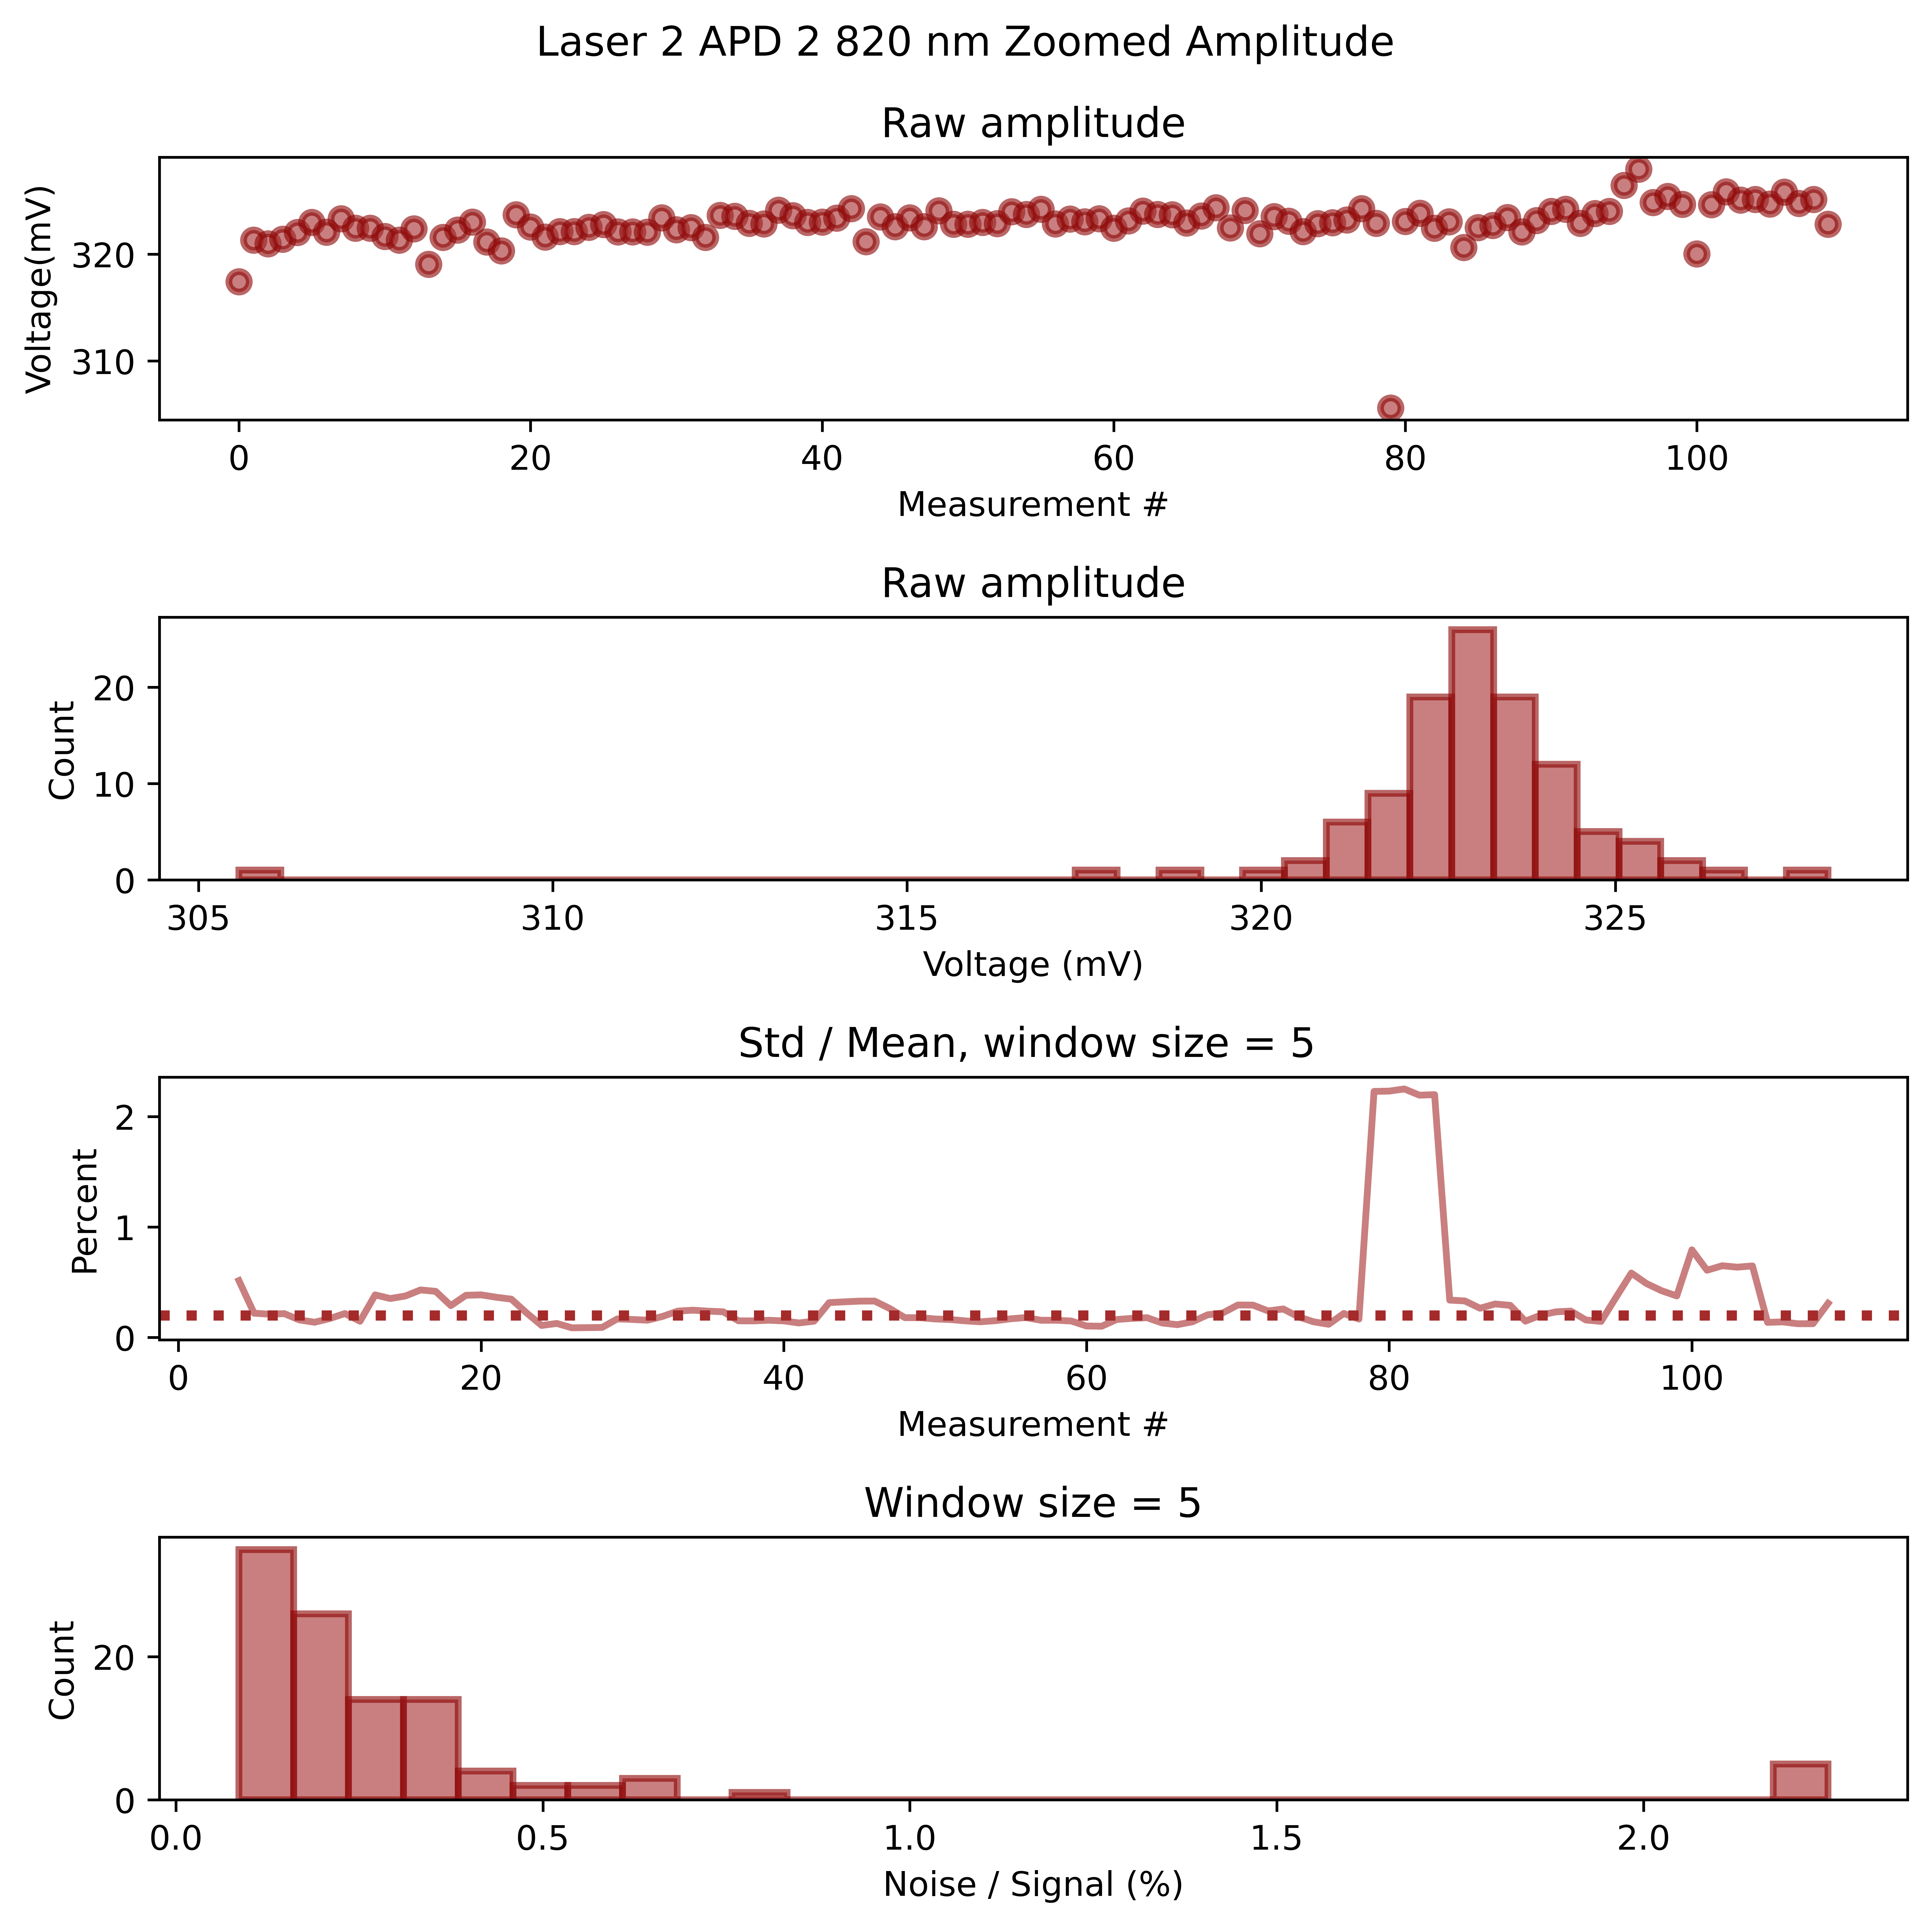 Laser 2 APD 2 820 nm Zoomed Amplitude
Raw amplitude
Voltage(mV)
320
310
0 20 40 60 80 100
Measurement #
Raw amplitude
Count
20
10
0
305 310 315 320 325
Voltage (mV)
Std / Mean, window size = 5
Percent
2
1
0
0 20 40 60 80 100
Measurement #
Window size = 5
Count
20
0
0.0 0.5 1.0 1.5 2.0
Noise / Signal (%)